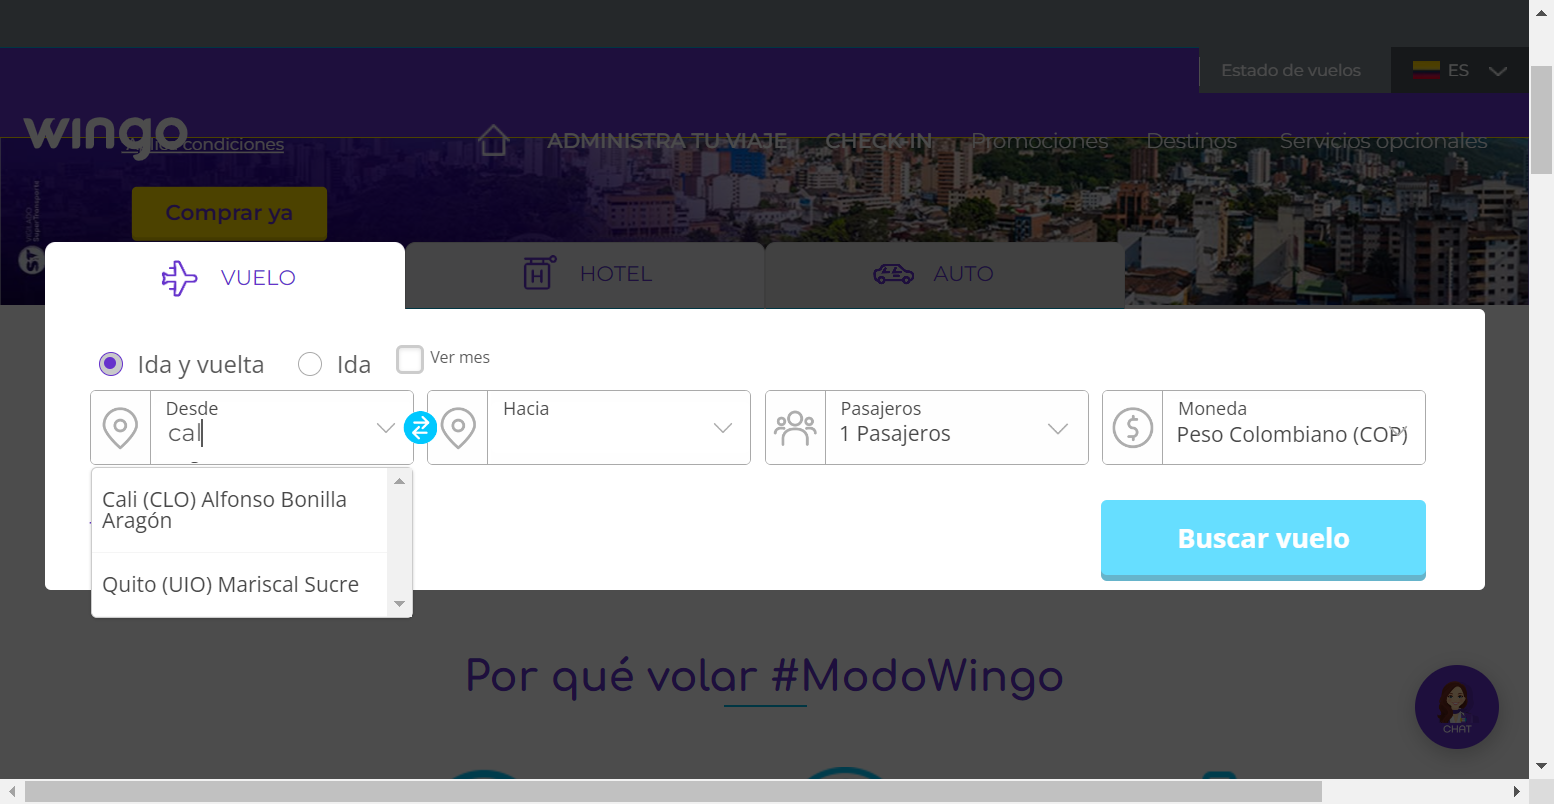 Estado de vuelos
ES
wingo
Aplica condiciones
ADMINISTRA TU VIAJE
CHECK-IN
Promociones
Destinos
Servicios opcionales
Comprar ya
VUELO
HOTEL
AUTO
Ida y vuelta
Ida
Ver mes
Desde
cal
Hacia
Pasajeros
1 Pasajeros
Moneda
Peso Colombiano (COP)
Cali (CLO) Alfonso Bonilla
Aragón
Quito (UIO) Mariscal Sucre
Buscar vuelo
Por qué volar #ModoWingo
CHAT